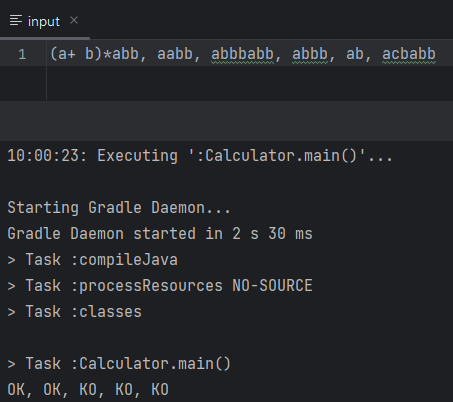 input
1 (a+ b)*abb, aabb, abbbabb, abbb, ab, acbabb
10:00:23: Executing ':Calculator.main()'...
Starting Gradle Daemon...
Gradle Daemon started in 2 s 30 ms
> Task :compileJava
> Task :processResources NO-SOURCE
> Task :classes
> Task :Calculator.main()
OK, OK, KO, KO, KO